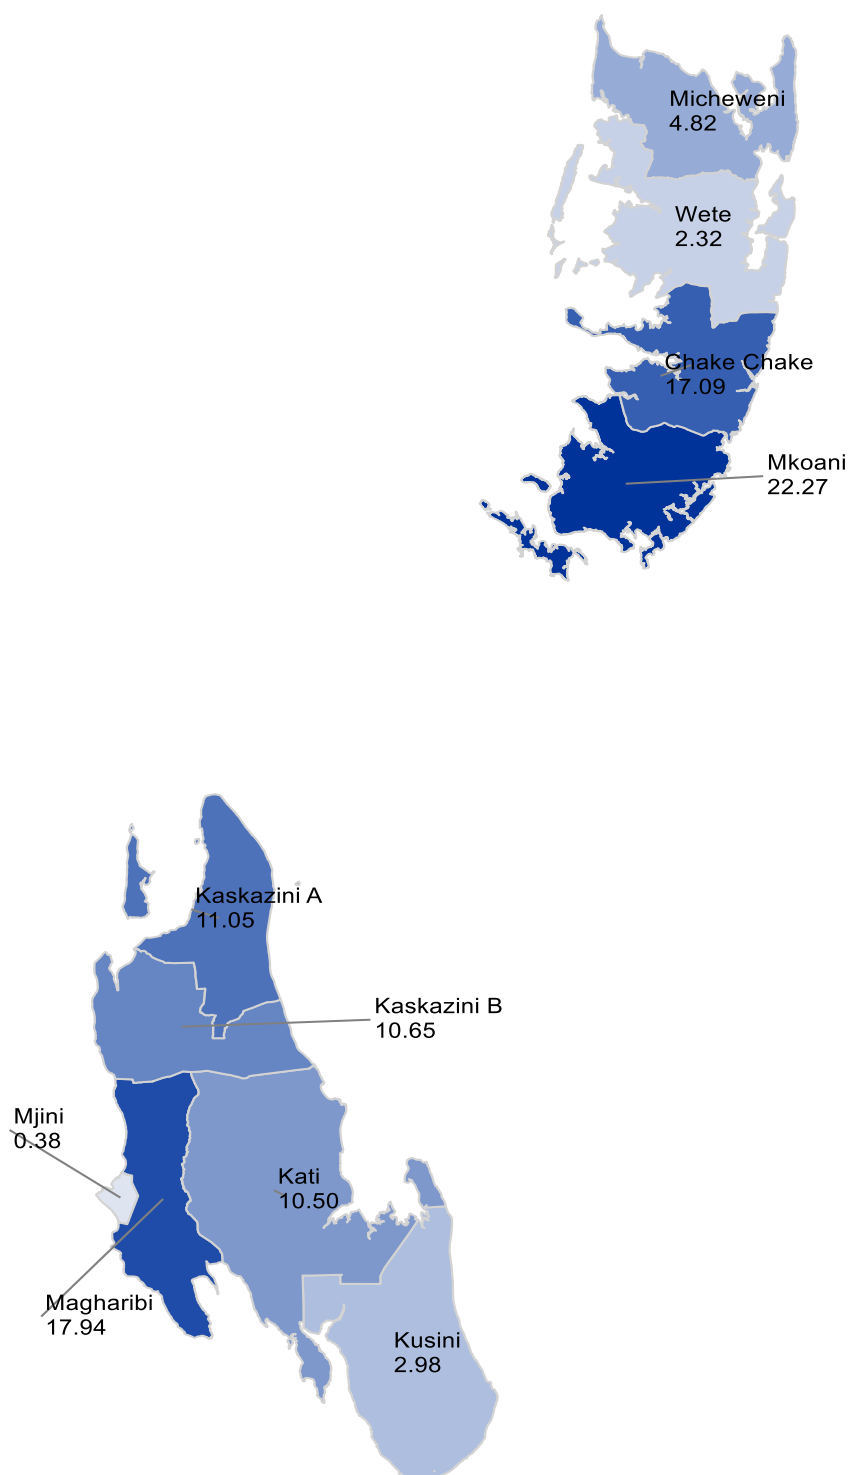 Micheweni
4.82
Wete
2.32
Chake Chake
17.09
Mkoani
22.27
Kaskazini A
11.05
Kaskazini B
10.65
Mjini
0.38
Kati
10.50
Magharibi
17.94
Kusini
2.98